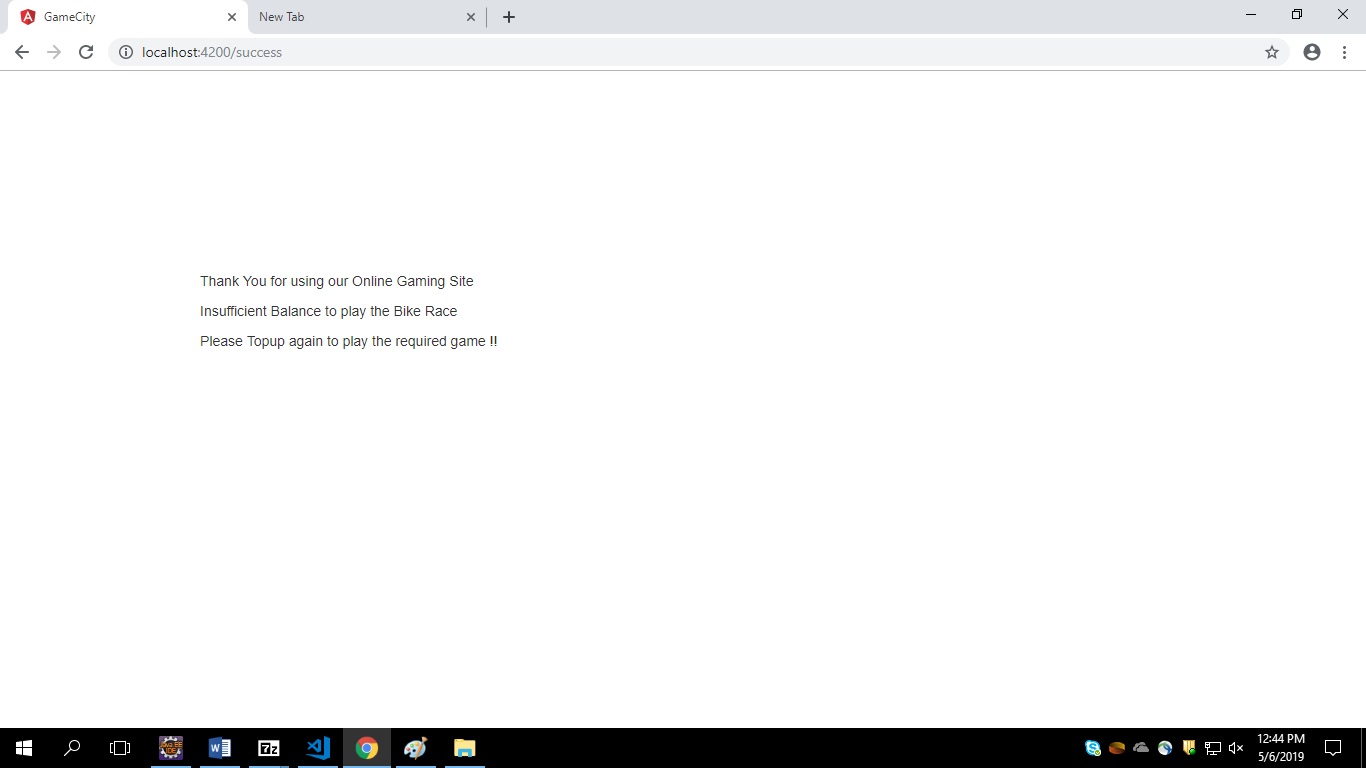 GameCity
New Tab
localhost:4200/success
Thank You for using our Online Gaming Site
Insufficient Balance to play the Bike Race
Please Topup again to play the required game !!
12:44 PM
5/6/2019